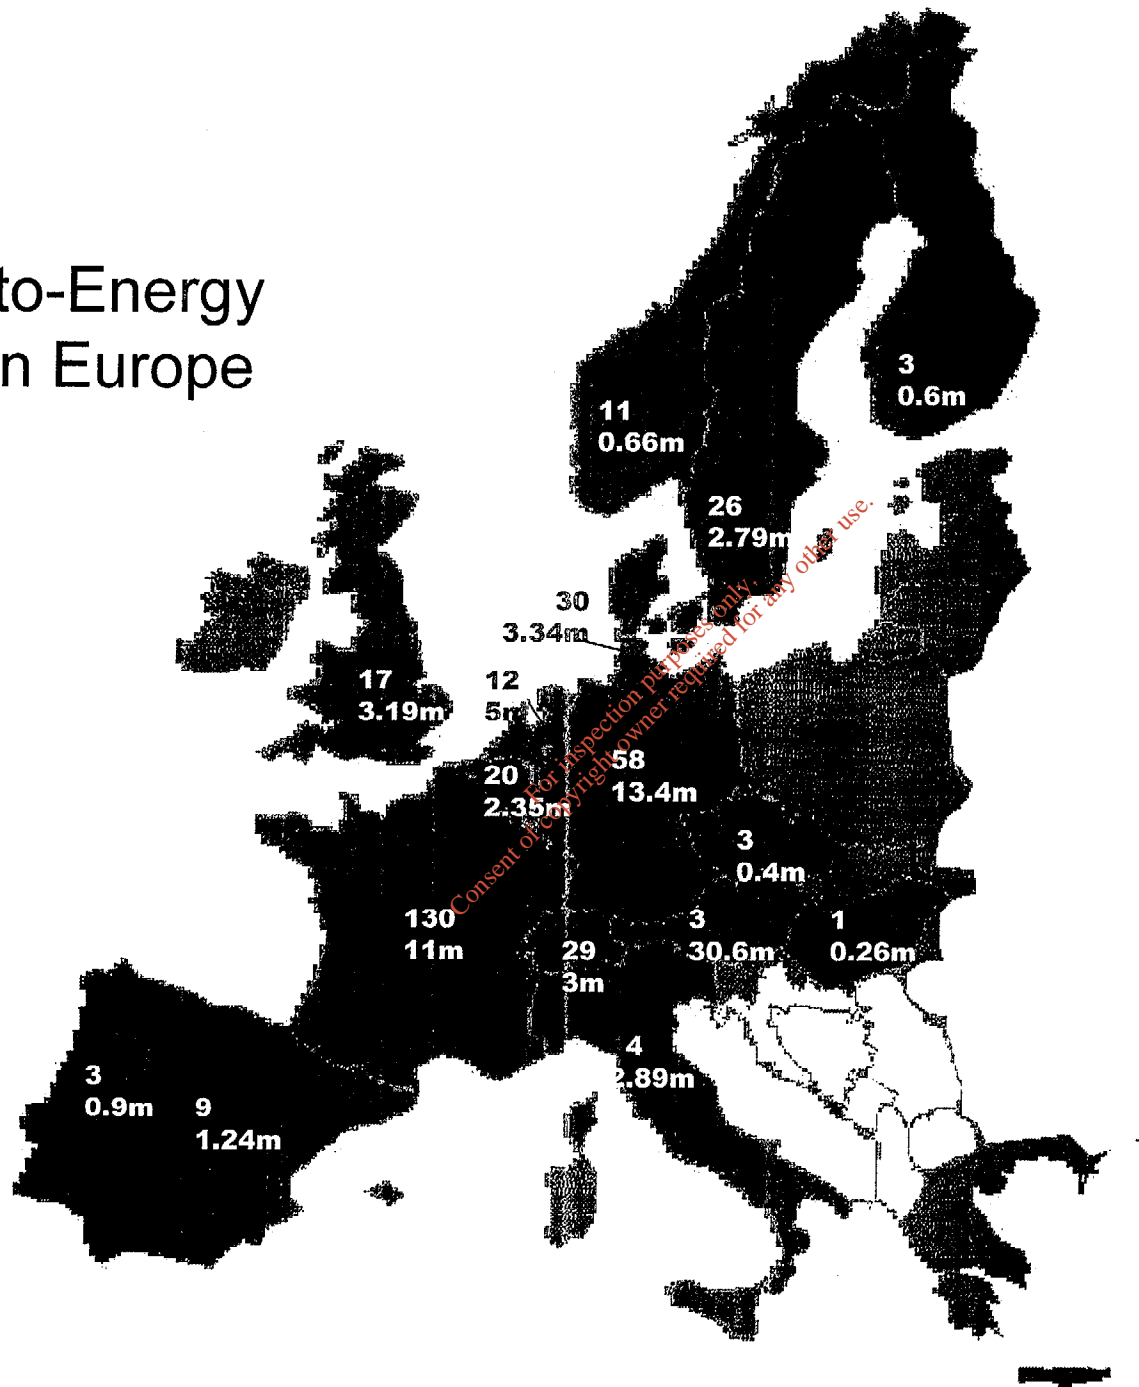 to-Energy
n Europe
3
0.6m
11
0.66m
26
2.79m
30
3.34m
17
3.19m
12
5m
58
13.4m
20
2.35m
3
0.4m
130
11m
29
3m
3
30.6m
1
0.26m
4
2.89m
3
0.9m
9
1.24m
For inspection purposes only.
Consent of copyright owner required for any other use.